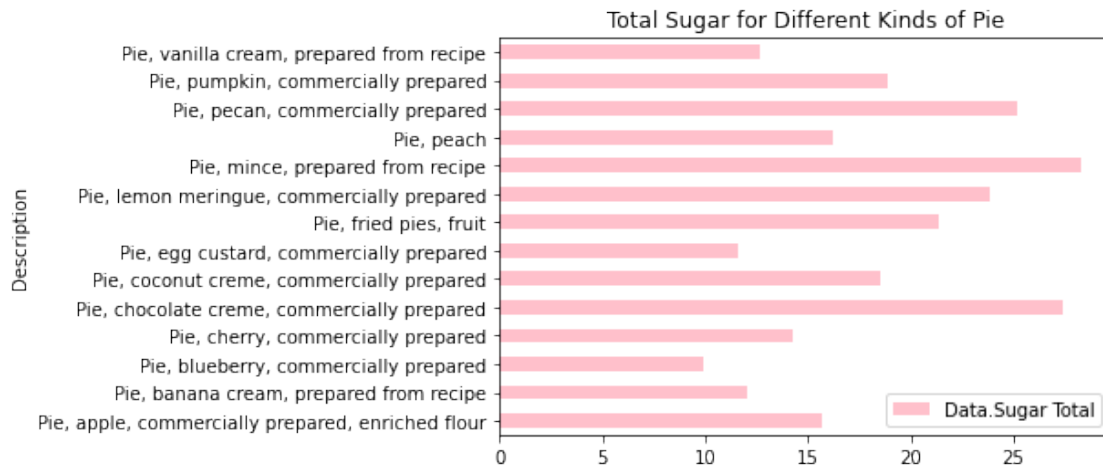 Total Sugar for Different Kinds of Pie
Description
Pie, vanilla cream, prepared from recipe
Pie, pumpkin, commercially prepared
Pie, pecan, commercially prepared
Pie, peach
Pie, mince, prepared from recipe
Pie, lemon meringue, commercially prepared
Pie, fried pies, fruit
Pie, egg custard, commercially prepared
Pie, coconut creme, commercially prepared
Pie, chocolate creme, commercially prepared
Pie, cherry, commercially prepared
Pie, blueberry, commercially prepared
Pie, banana cream, prepared from recipe
Pie, apple, commercially prepared, enriched flour
Data.Sugar Total
0 5 10 15 20 25